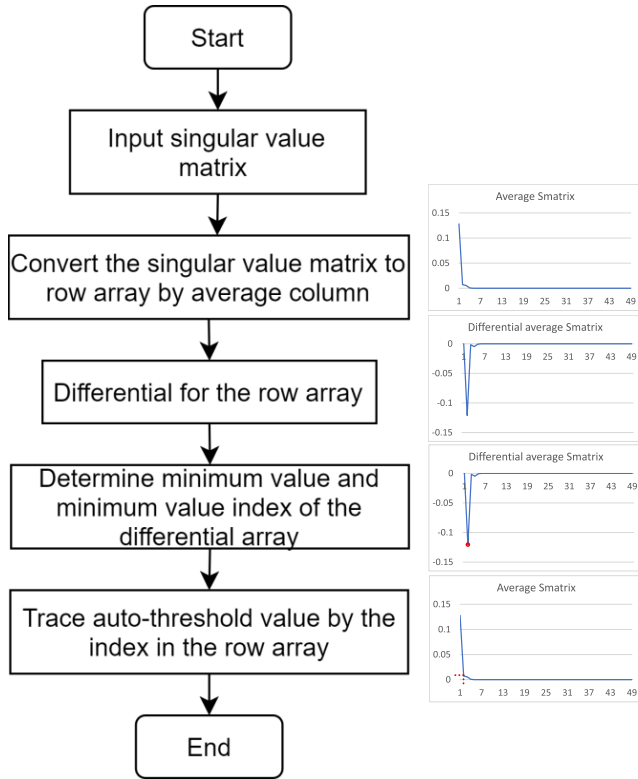 Start
Input singular value
matrix
Convert the singular value matrix to
row array by average column
Differential for the row array
Determine minimum value and
minimum value index of the
differential array
Trace auto-threshold value by the
index in the row array
End
Average Smatrix
0.15
0.1
0.05
0
1 7 13 19 25 31 37 43 49
Differential average Smatrix
0
1 7 13 19 25 31 37 43 49
-0.05
-0.1
-0.15
Differential average Smatrix
0
1 7 13 19 25 31 37 43 49
-0.05
-0.1
-0.15
Average Smatrix
0.15
0.1
0.05
0
1 7 13 19 25 31 37 43 49